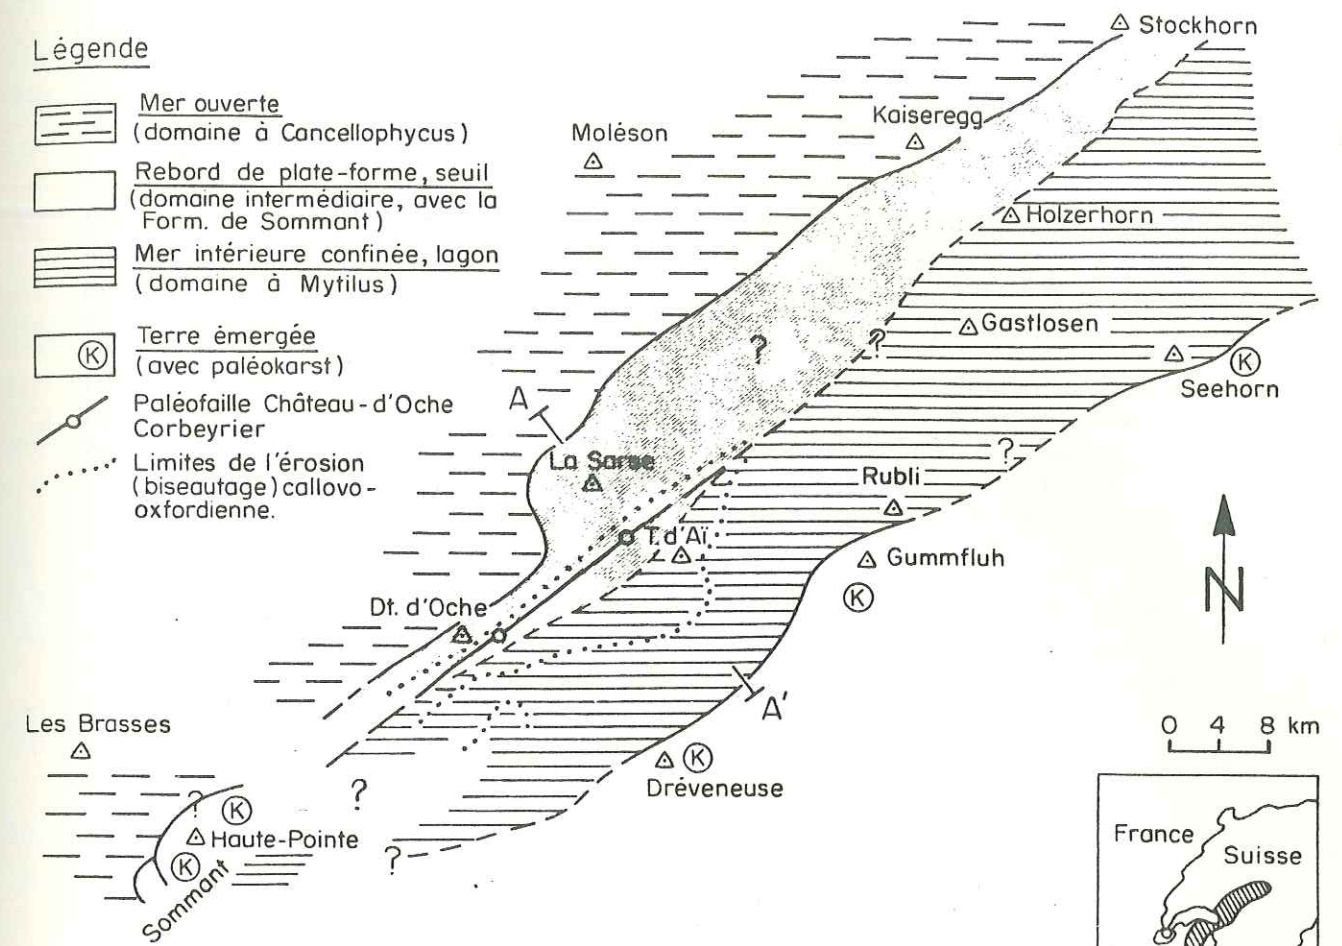 Légende
Mer ouverte
(domaine à Cancellophycus)
Rebord de plate-forme, seuil
(domaine intermédiaire, avec la
Form. de Sommant)
Mer intérieure confinée, lagon
(domaine à Mytilus)
K
Terre émergée
(avec paléokarst)
Paléofaille Château-d'Oche
Corbeyrier
Limites de l'érosion
(biseautage) callovo-
oxfordienne.
Stockhorn
Kaiseregg
Moléson
Holzerhorn
Gastlosen
?
?
K
Seehorn
A
La Sarse
?
Rubli
T. d'Aï
Gummfluh
K
N
Dt. d'Oche
A'
Les Brasses
0 4 8 km
K
Dréveneuse
?
?
K
Haute-Pointe
?
K
Sommant
France
Suisse